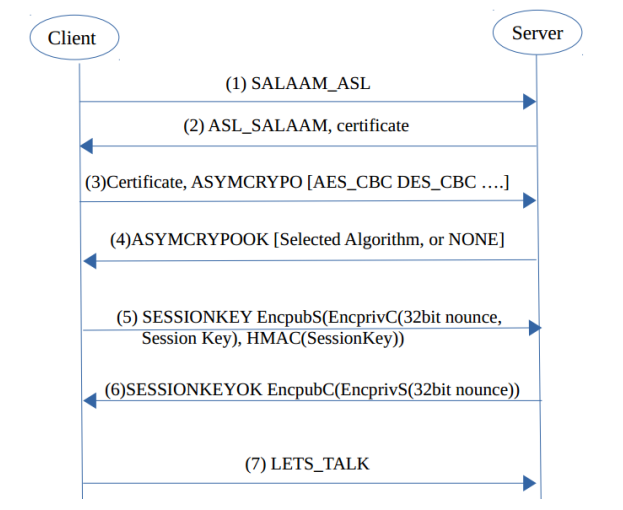 Client
Server
(1) SALAAM_ASL
(2) ASL_SALAAM, certificate
(3)Certificate, ASYMCRYPO [AES_CBC DES_CBC ....]
(4)ASYMCRYPOOK [Selected Algorithm, or NONE]
(5) SESSIONKEY EncpubS(EncprivC(32bit nounce,
Session Key), HMAC(SessionKey))
(6)SESSIONKEYOK EncpubC(EncprivS(32bit nounce))
(7) LETS_TALK